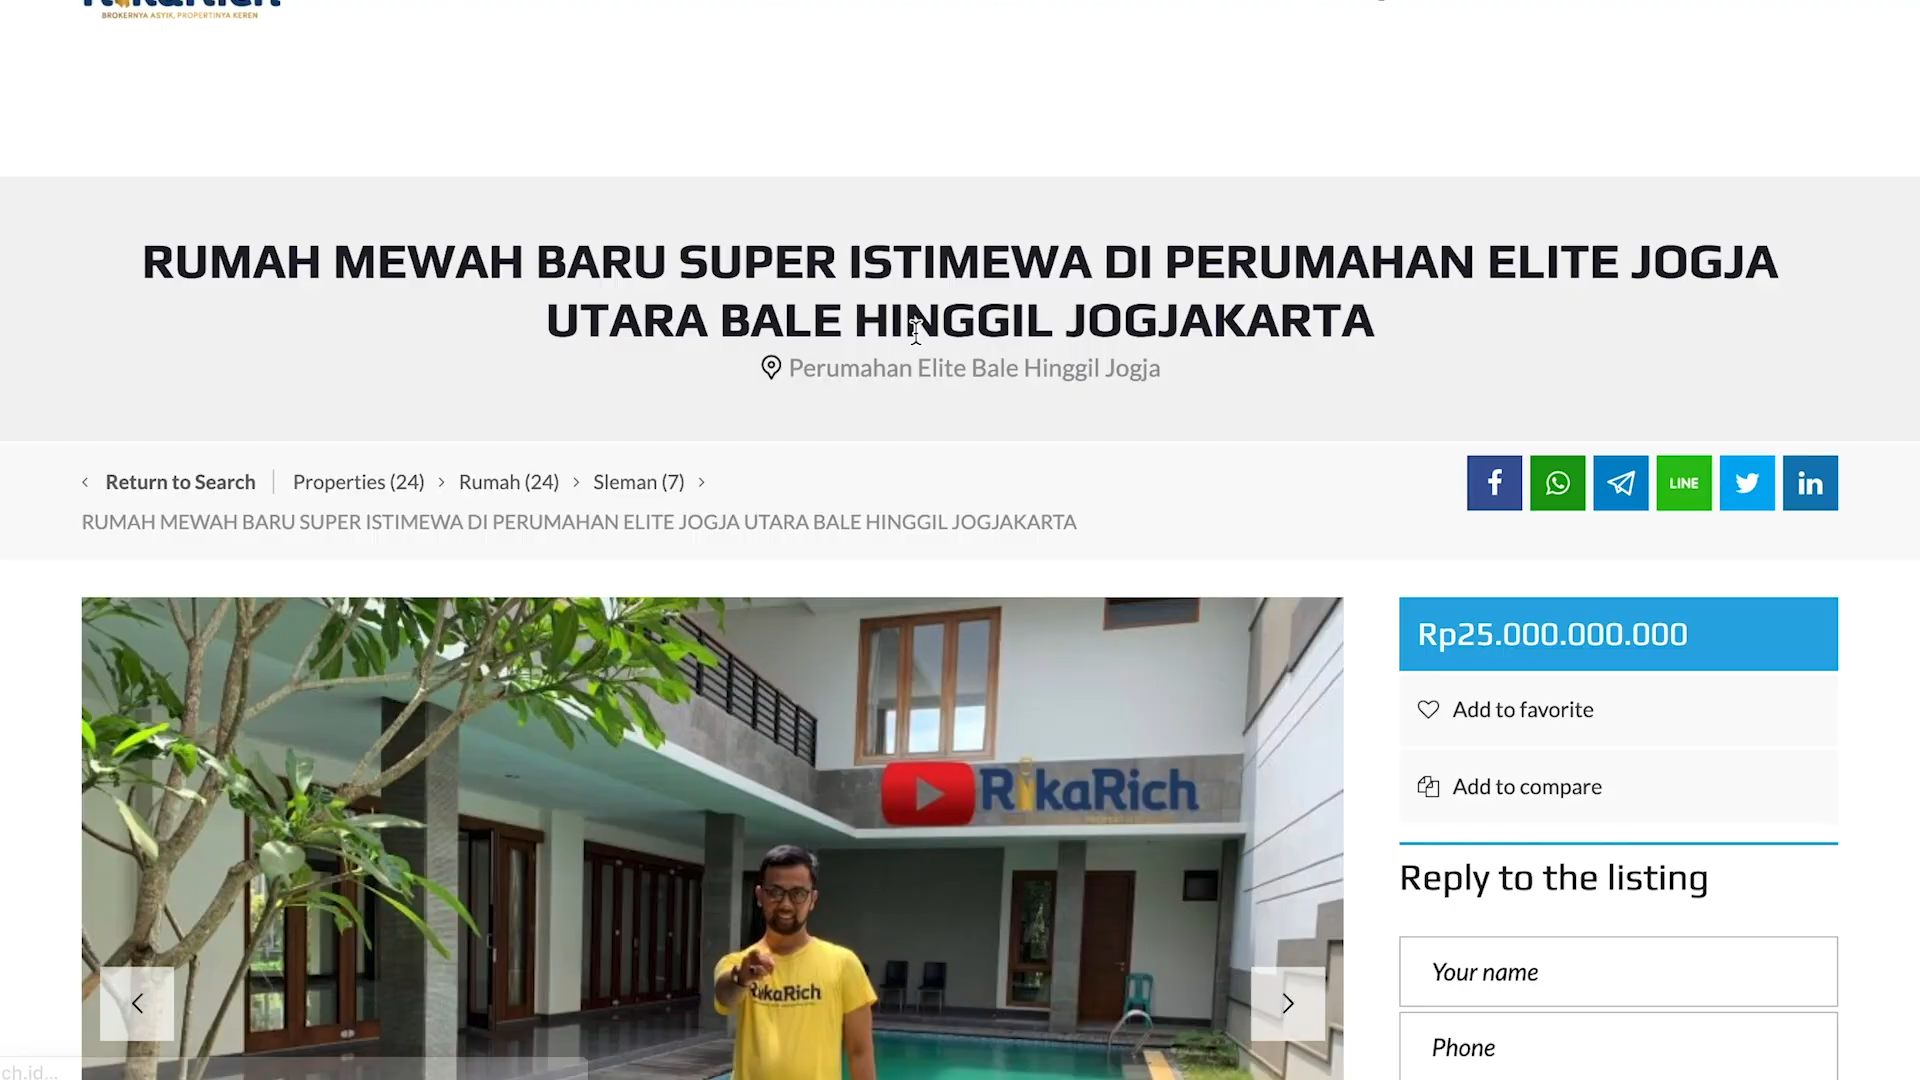 RikaRich
BROKERNYA ASYIK, PROPERTINYA KEREN
RUMAH MEWAH BARU SUPER ISTIMEWA DI PERUMAHAN ELITE JOGJA
UTARA BALE HINGGIL JOGJAKARTA
Perumahan Elite Bale Hinggil Jogja
Return to Search
Properties (24) > Rumah (24) > Sleman (7) >
RUMAH MEWAH BARU SUPER ISTIMEWA DI PERUMAHAN ELITE JOGJA UTARA BALE HINGGIL JOGJAKARTA
LINE
in
Rp25.000.000.000
Add to favorite
Add to compare
Reply to the listing
Your name
Phone
RikaRich
RikaRich
ch.id...